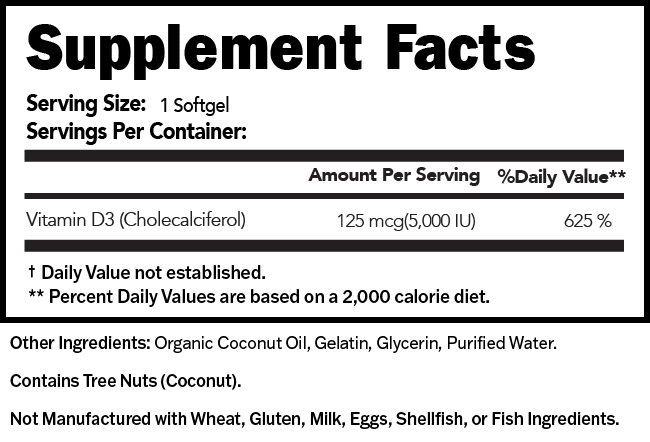 Supplement Facts
Serving Size: 1 Softgel
Servings Per Container:
Amount Per Serving %Daily Value**
Vitamin D3 (Cholecalciferol) 125 mcg(5,000 IU) 625 %
† Daily Value not established.
** Percent Daily Values are based on a 2,000 calorie diet.
Other Ingredients: Organic Coconut Oil, Gelatin, Glycerin, Purified Water.
Contains Tree Nuts (Coconut).
Not Manufactured with Wheat, Gluten, Milk, Eggs, Shellfish, or Fish Ingredients.